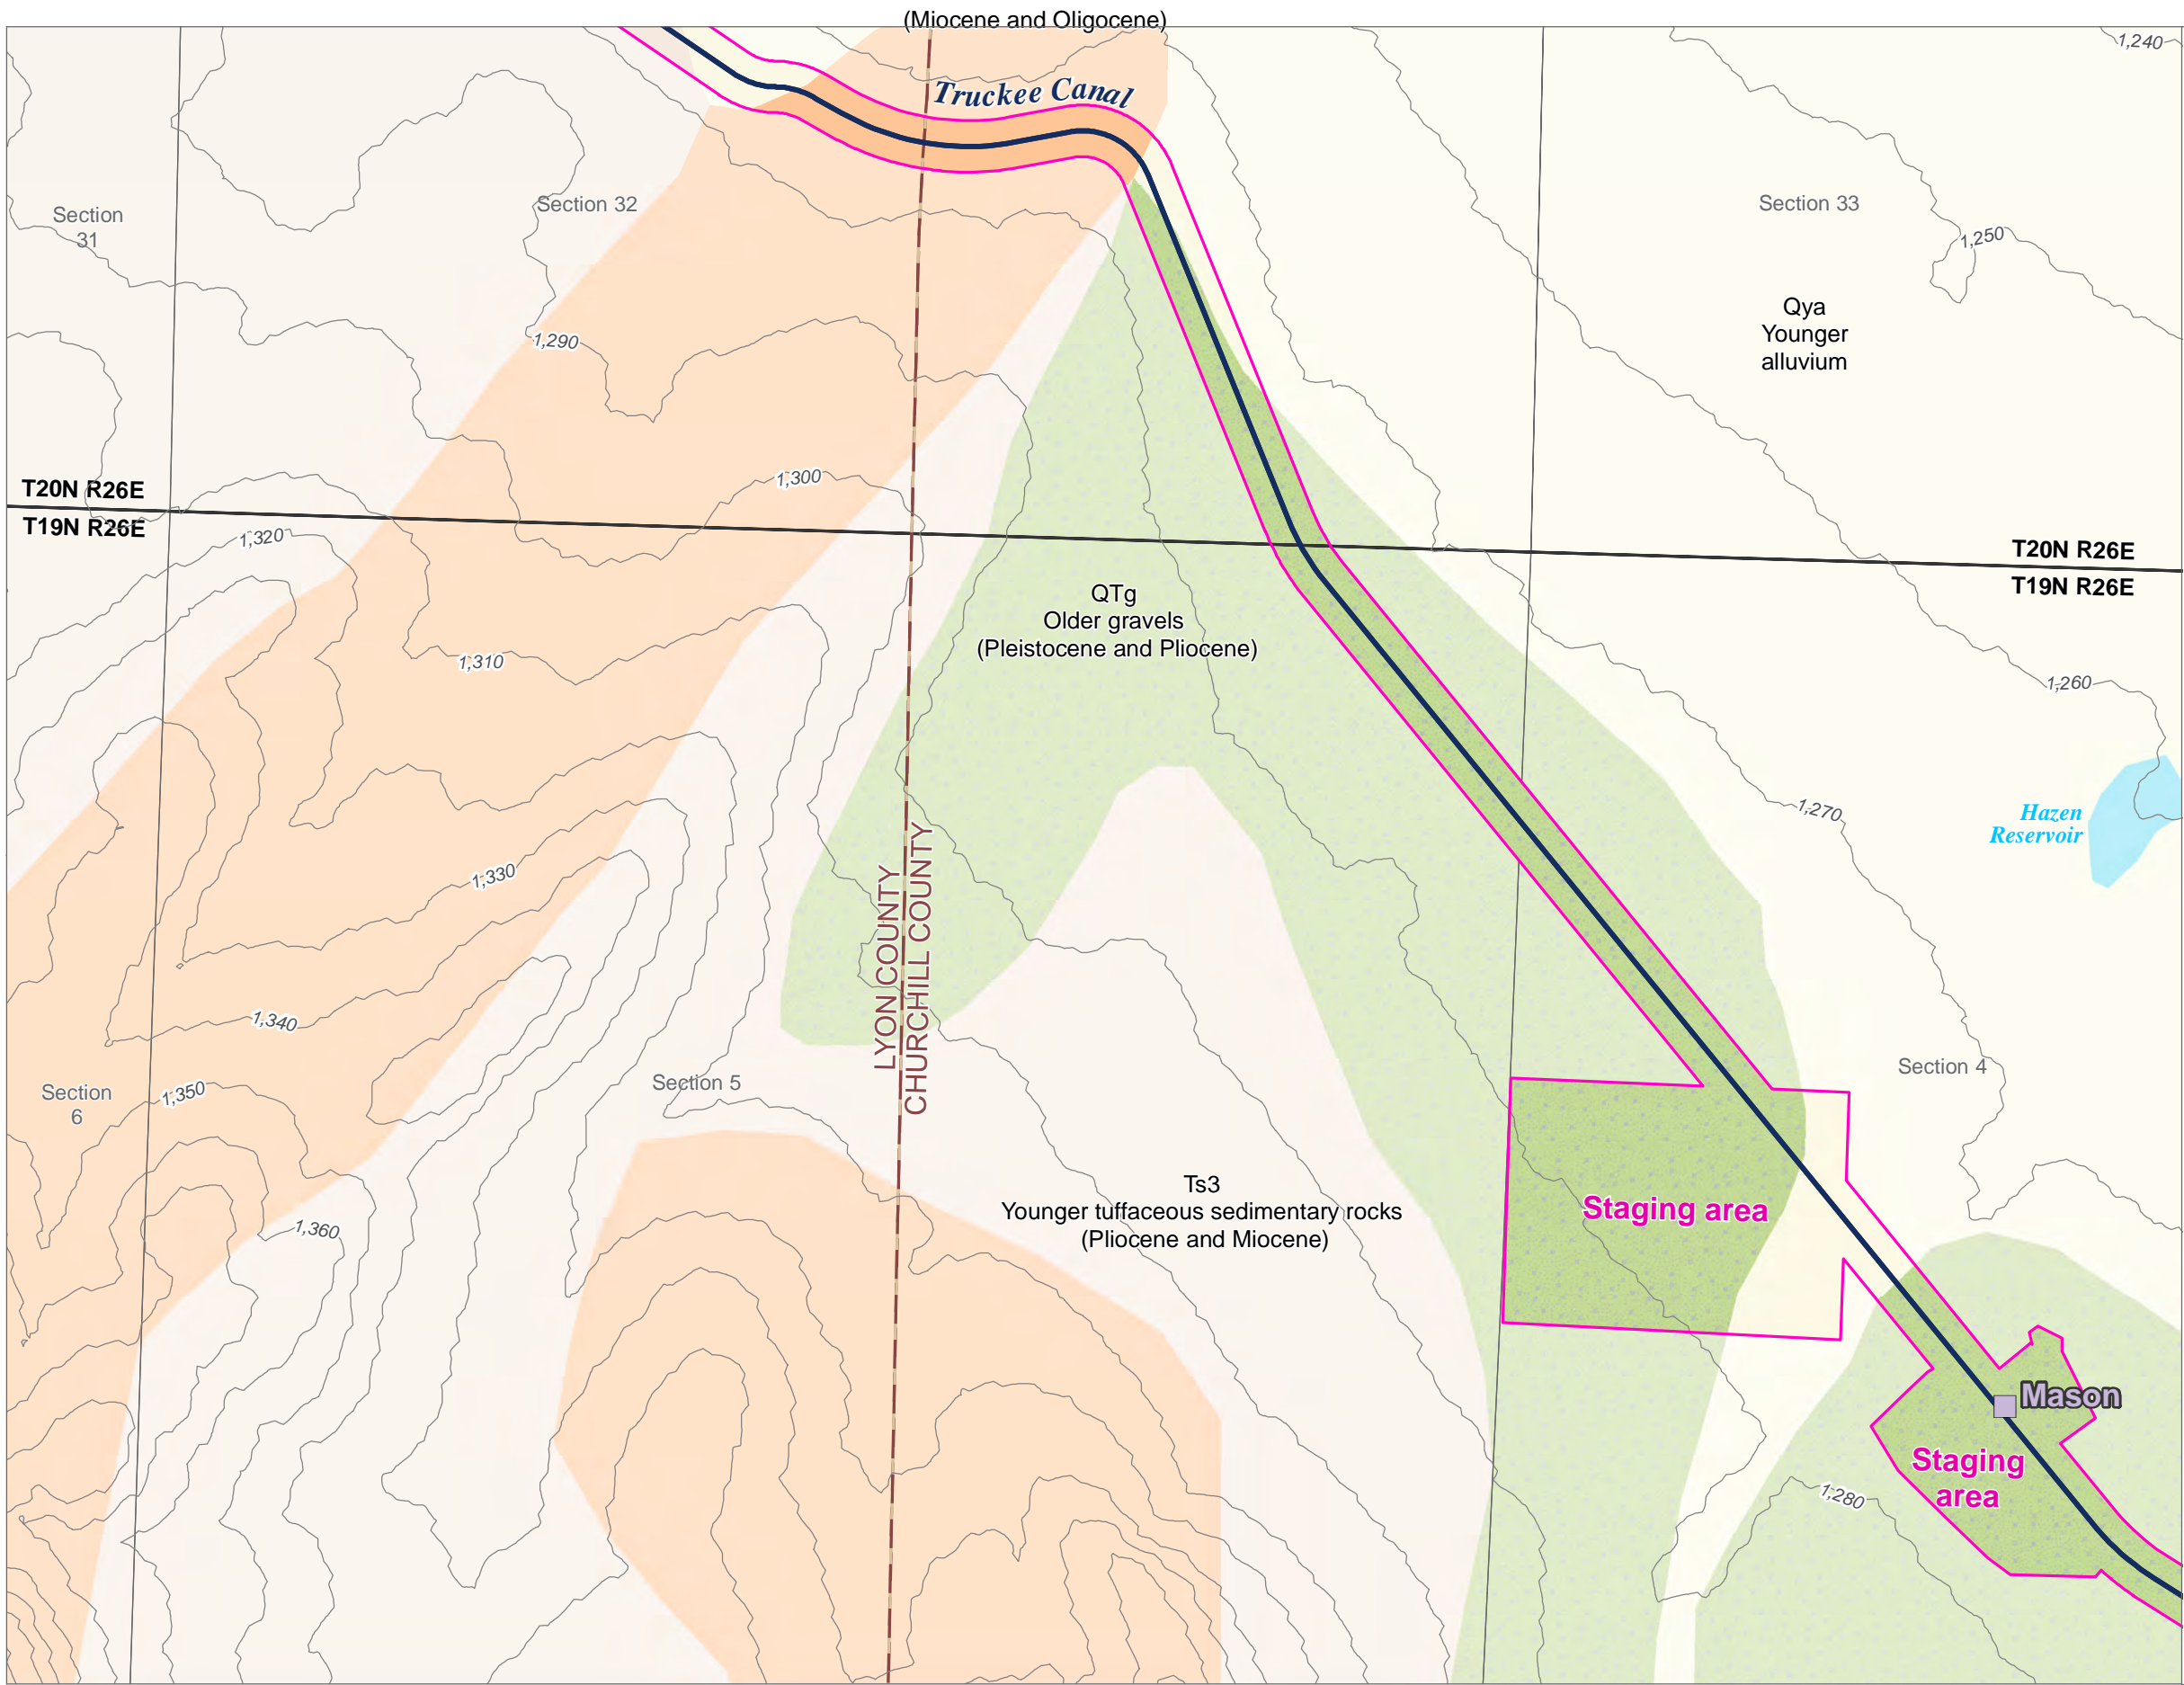 (Miocene and Oligocene)
1,240
Truckee Canal
Section
31
Section 32
Section 33
1,250
Qya
Younger
alluvium
1,290
1,300
T20N R26E
T19N R26E
1,320
T20N R26E
T19N R26E
QTg
Older gravels
(Pleistocene and Pliocene)
1,310
1,260
1,270
Hazen
Reservoir
1,330
LYON COUNTY
CHURCHILL COUNTY
1,340
Section 4
Section 5
Section
6
1,350
Ts3
Younger tuffaceous sedimentary rocks
(Pliocene and Miocene)
Staging area
1,360
Mason
Staging
area
1,280